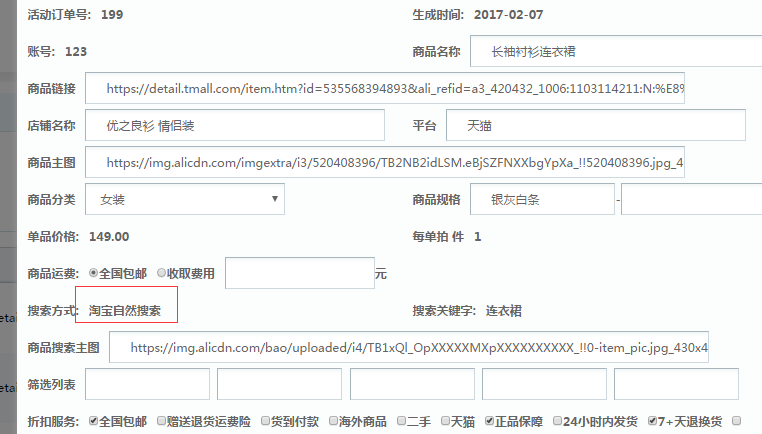 活动订单号: 199 生成时间: 2017-02-07
账号: 123 商品名称 长袖衬衫连衣裙
商品链接 https://detail.tmall.com/item.htm?id=535568394893&ali_refid=a3_420432_1006:1103114211:N:%E8%
店铺名称 优之良衫 情侣装 平台 天猫
商品主图 https://img.alicdn.com/imgextra/i3/520408396/TB2NB2idLSM.eBjSZFNXXbgYpXa_!!520408396.jpg_4
商品分类 女装 商品规格 银灰白条 -
单品价格: 149.00 每单拍 件 1
商品运费: 全国包邮 收取费用 元
搜索方式: 淘宝自然搜索 搜索关键字: 连衣裙
etai
商品搜索主图 https://img.alicdn.com/bao/uploaded/i4/TB1xQl_OpXXXXXMXpXXXXXXXXXX_!!0-item_pic.jpg_430x4
筛选列表
etai
折扣服务: 全国包邮 赠送退货运费险 货到付款 海外商品 二手 天猫 正品保障 24小时内发货 7+天退换货